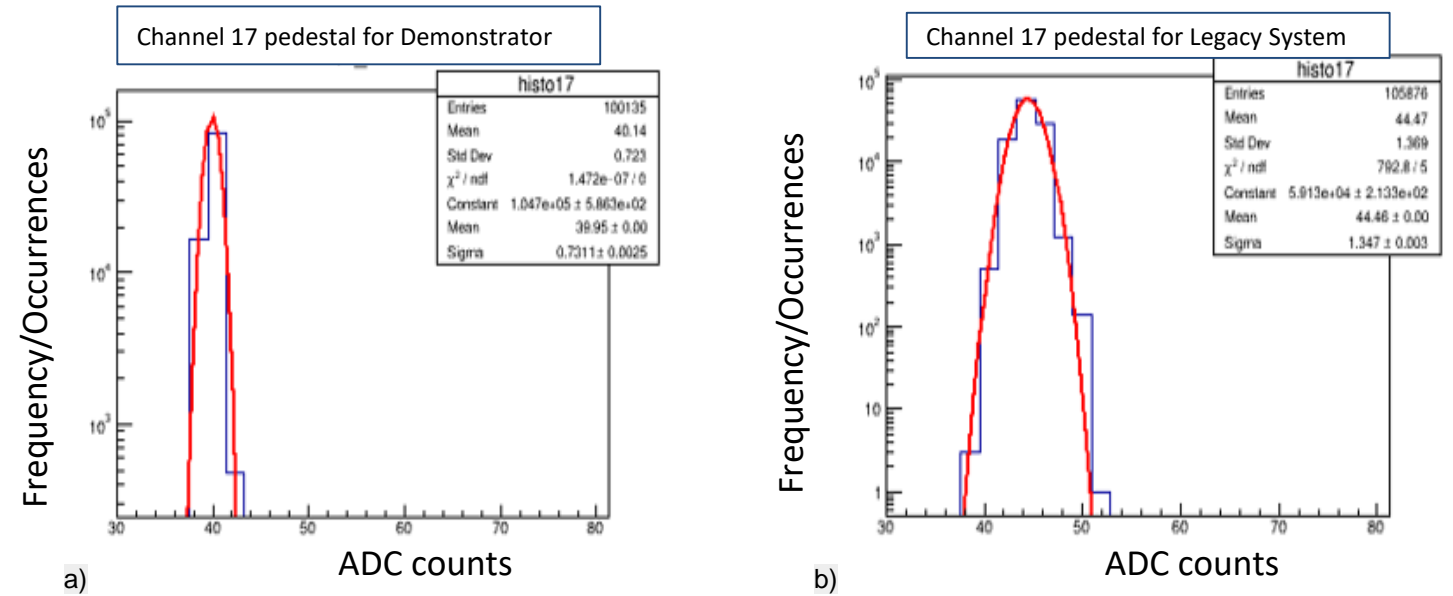 Channel 17 pedestal for Demonstrator
histo17
Entries 100135
Mean 40.14
Std Dev 0.723
χ² / ndf 1.472e-07 / 0
Constant 1.047e+05 ± 5.863e+02
Mean 39.95 ± 0.00
Sigma 0.7311 ± 0.0025
10⁵
10⁴
10³
30 40 50 60 70 80
Frequency/Occurrences
ADC counts
a)
Channel 17 pedestal for Legacy System
histo17
Entries 105876
Mean 44.47
Std Dev 1.369
χ² / ndf 792.8 / 5
Constant 5.913e+04 ± 2.133e+02
Mean 44.46 ± 0.00
Sigma 1.347 ± 0.003
10⁵
10⁴
10³
10²
10
1
30 40 50 60 70 80
Frequency/Occurrences
ADC counts
b)